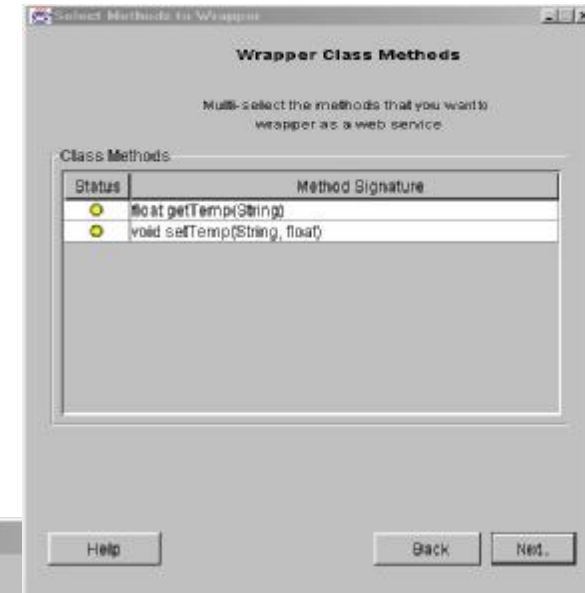 Select Methods to Wrapper
Wrapper Class Methods
Multi-select the methods that you want to
wrapper as a web service
Class Methods
Status Method Signature
float getTemp(String)
void setTemp(String, float)
Help Back Next..